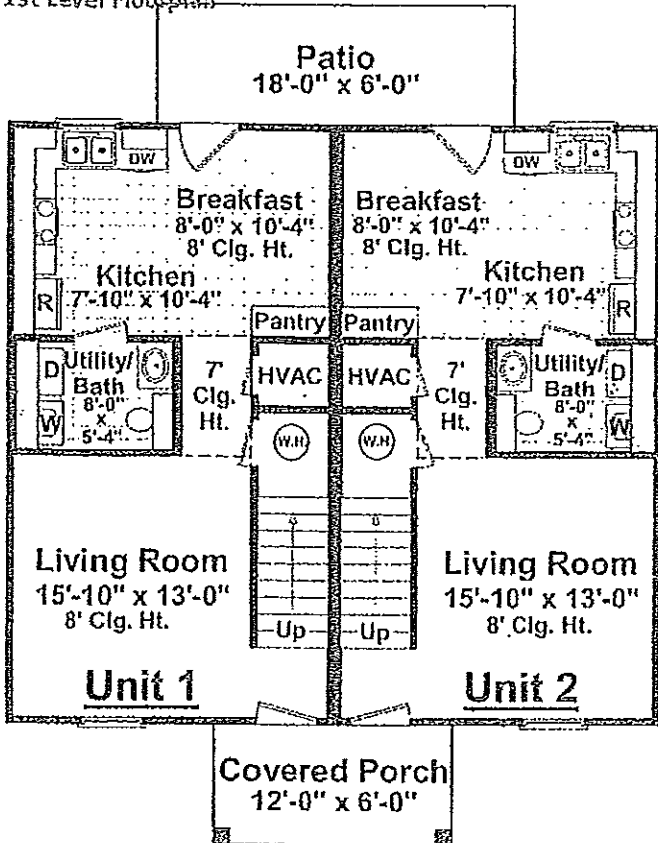 1st Level Floorplan
Patio
18'-0" x 6'-0"
DW
DW
Breakfast
8'-0" x 10'-4"
8' Clg. Ht.
Breakfast
8'-0" x 10'-4"
8' Clg. Ht.
Kitchen
7'-10" x 10'-4"
Kitchen
7'-10" x 10'-4"
R
R
Pantry
Pantry
D
Utility/
Bath
8'-0"
x
5'-4"
W
7'
Clg.
Ht.
HVAC
HVAC
7'
Clg.
Ht.
Utility/
Bath
8'-0"
x
5'-4"
D
W
W.H
W.H
Living Room
15'-10" x 13'-0"
8' Clg. Ht.
Living Room
15'-10" x 13'-0"
8' Clg. Ht.
Up
Up
Unit 1
Unit 2
Covered Porch
12'-0" x 6'-0"